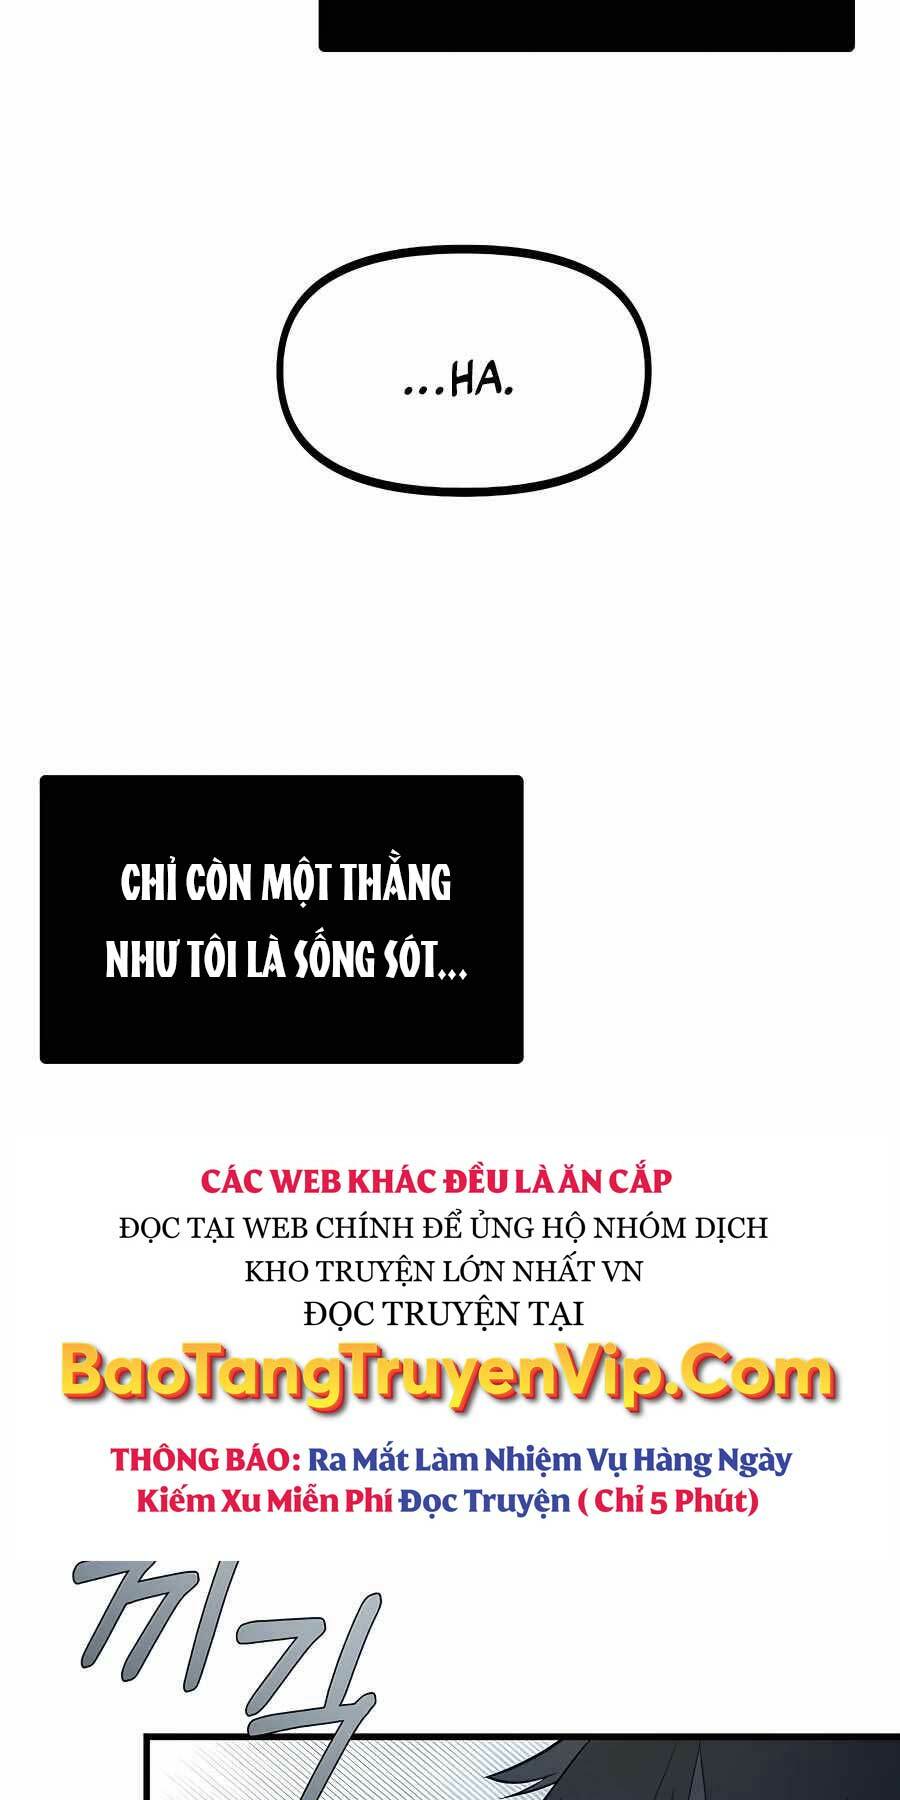 ...HA.
CHỈ CÒN MỘT THẰNG
NHƯ TÔI LÀ SỐNG SÓT...
CÁC WEB KHÁC ĐỀU LÀ ĂN CẮP
ĐỌC TẠI WEB CHÍNH ĐỂ ỦNG HỘ NHÓM DỊCH
KHO TRUYỆN LỚN NHẤT VN
ĐỌC TRUYỆN TẠI
BaoTangTruyenVip.Com
THÔNG BÁO: Ra Mắt Làm Nhiệm Vụ Hàng Ngày
Kiếm Xu Miễn Phí Đọc Truyện ( Chỉ 5 Phút)
끼긱